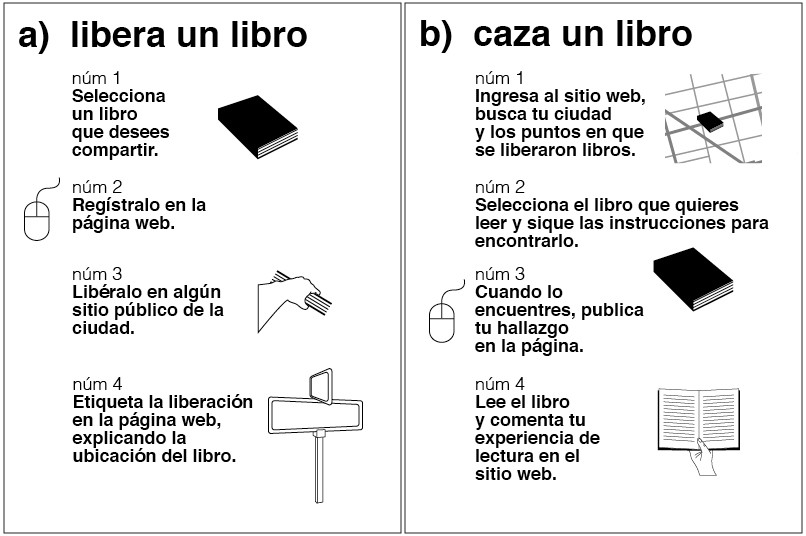 a) libera un libro
núm 1
Selecciona
un libro
que desees
compartir.
núm 2
Regístralo en la
página web.
núm 3
Libéralo en algún
sitio público de la
ciudad.
núm 4
Etiqueta la liberación
en la página web,
explicando la
ubicación del libro.
b) caza un libro
núm 1
Ingresa al sitio web,
busca tu ciudad
y los puntos en que
se liberaron libros.
núm 2
Selecciona el libro que quieres
leer y sique las instrucciones para
encontrarlo.
núm 3
Cuando lo
encuentres, publica
tu hallazgo
en la página.
núm 4
Lee el libro
y comenta tu
experiencia de
lectura en el
sitio web.